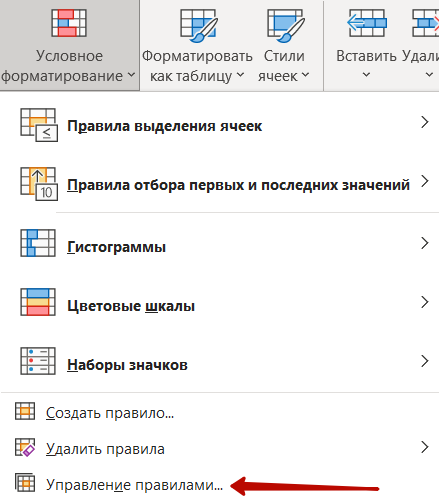 Условное
форматирование
Форматировать
как таблицу
Стили
ячеек
Вставить
Удали
≤
Правила выделения ячеек
10
Правила отбора первых и последних значений
Гистограммы
Цветовые шкалы
Наборы значков
Создать правило...
Удалить правила
Управление правилами...